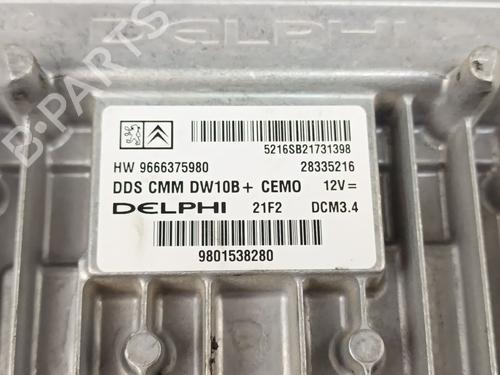 DELPHI
5216SB21731398
HW 9666375980 28335216
DDS CMM DW10B+ CEMO 12V=
DELPHI 21F2 DCM3.4
9801538280
B-PARTS